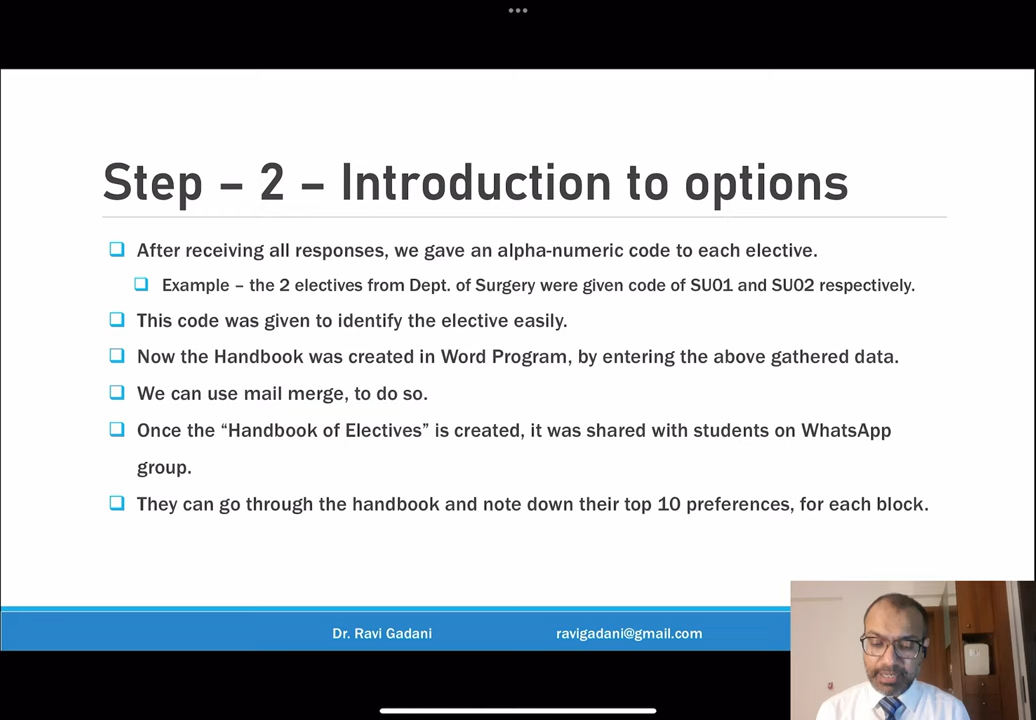 Step – 2 – Introduction to options
After receiving all responses, we gave an alpha-numeric code to each elective.
Example – the 2 electives from Dept. of Surgery were given code of SU01 and SU02 respectively.
This code was given to identify the elective easily.
Now the Handbook was created in Word Program, by entering the above gathered data.
We can use mail merge, to do so.
Once the “Handbook of Electives” is created, it was shared with students on WhatsApp
group.
They can go through the handbook and note down their top 10 preferences, for each block.
Dr. Ravi Gadani
ravigadani@gmail.com